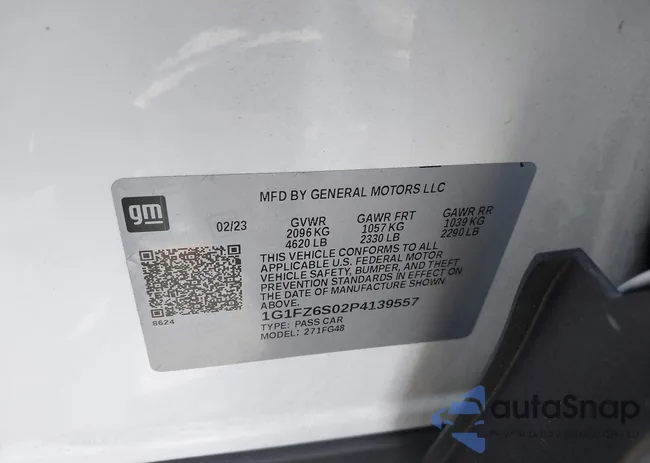 gm
MFD BY GENERAL MOTORS LLC
02/23 GVWR GAWR FRT GAWR RR
2096 KG 1057 KG 1039 KG
4620 LB 2330 LB 2290 LB
THIS VEHICLE CONFORMS TO ALL
APPLICABLE U.S. FEDERAL MOTOR
VEHICLE SAFETY, BUMPER, AND THEFT
PREVENTION STANDARDS IN EFFECT ON
THE DATE OF MANUFACTURE SHOWN
ABOVE.
8624
1G1FZ6S02P4139557
TYPE: PASS CAR
MODEL: 271FG48
autaSnap